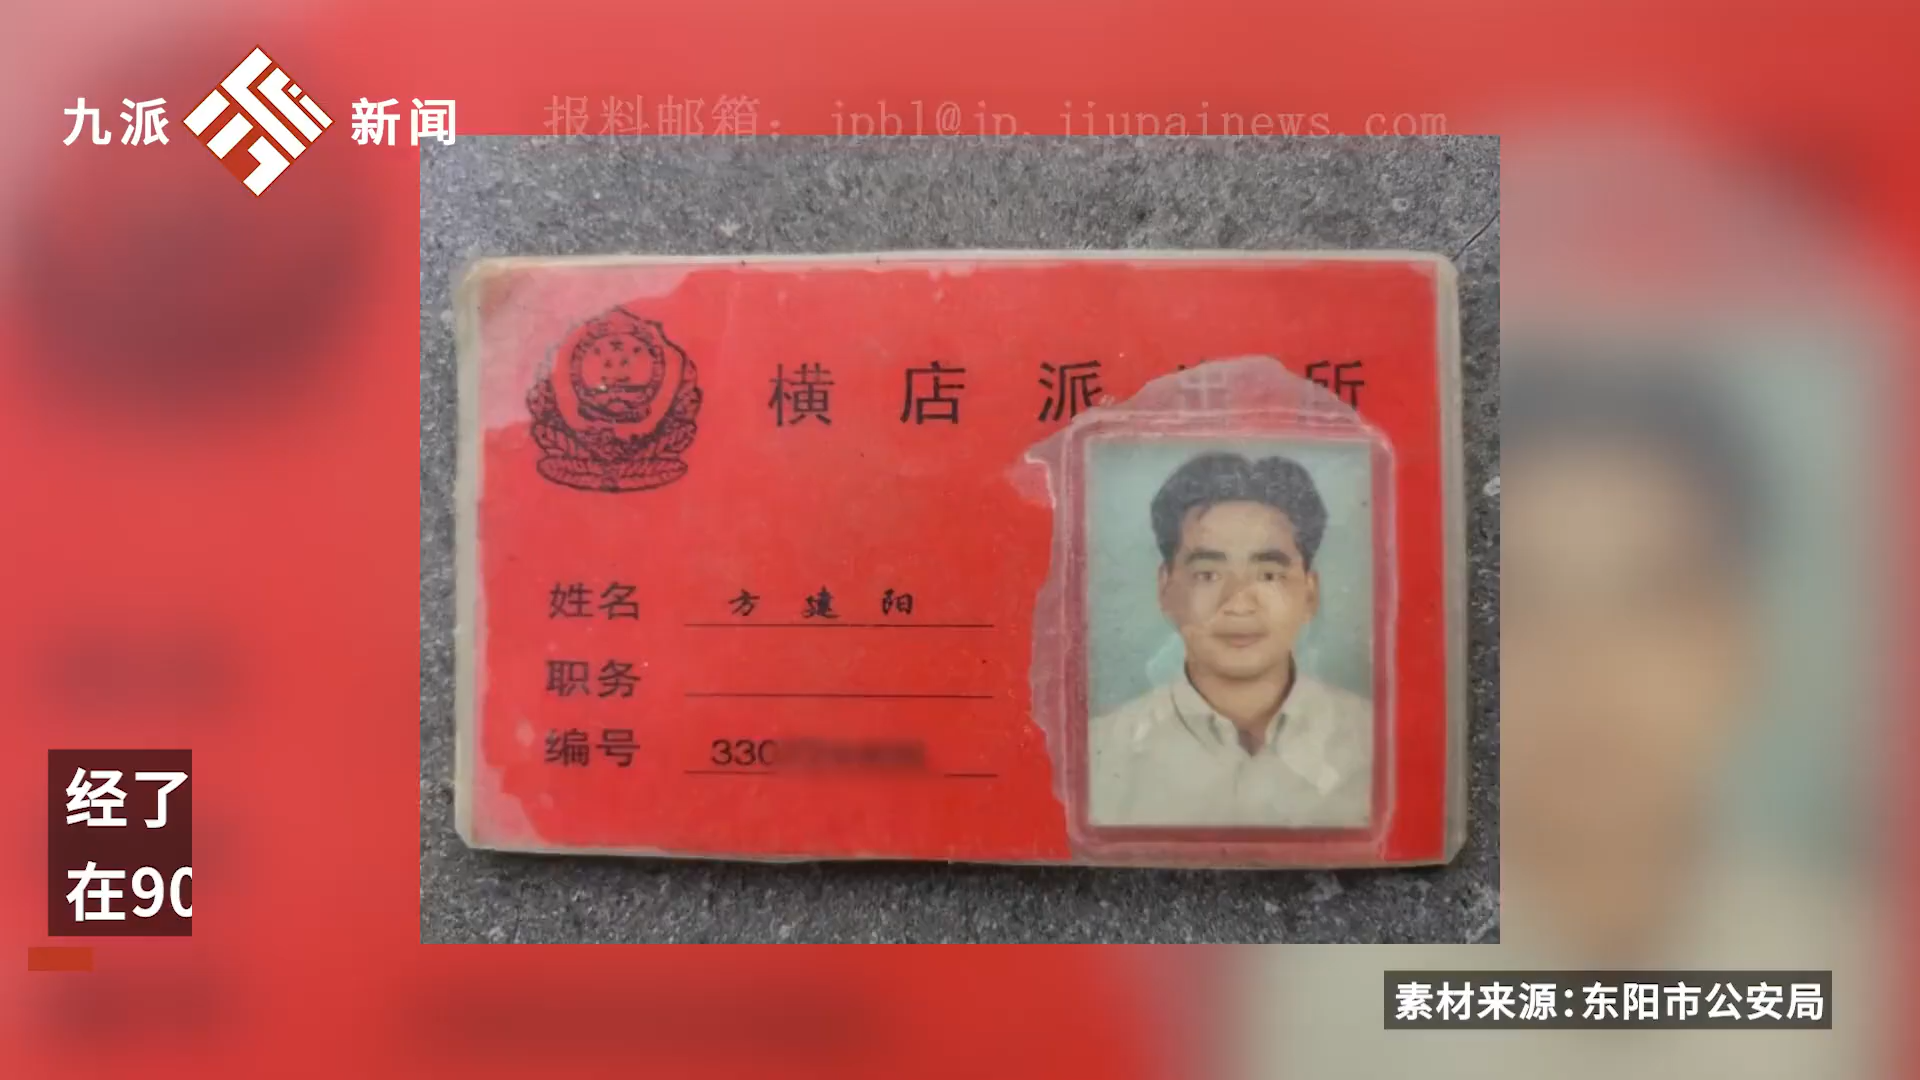 九派新闻
报料邮箱：jpbl@jp.jiupainews.com
横店派出所
姓名 方建阳
职务
编号 330
经了
在90
素材来源：东阳市公安局